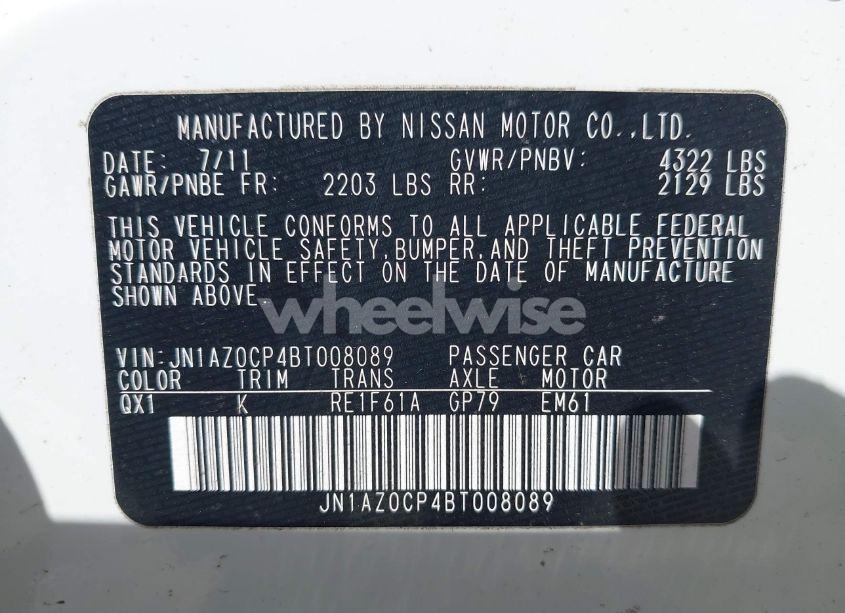 MANUFACTURED BY NISSAN MOTOR CO.,LTD.
DATE: 7/11 GVWR/PNBV: 4322 LBS
GAWR/PNBE FR: 2203 LBS RR: 2129 LBS
THIS VEHICLE CONFORMS TO ALL APPLICABLE FEDERAL
MOTOR VEHICLE SAFETY,BUMPER,AND THEFT PREVENTION
STANDARDS IN EFFECT ON THE DATE OF MANUFACTURE
SHOWN ABOVE.
wheelwise
VIN:JN1AZ0CP4BT008089 PASSENGER CAR
COLOR TRIM TRANS AXLE MOTOR
QX1 K RE1F61A GP79 EM61
JN1AZ0CP4BT008089